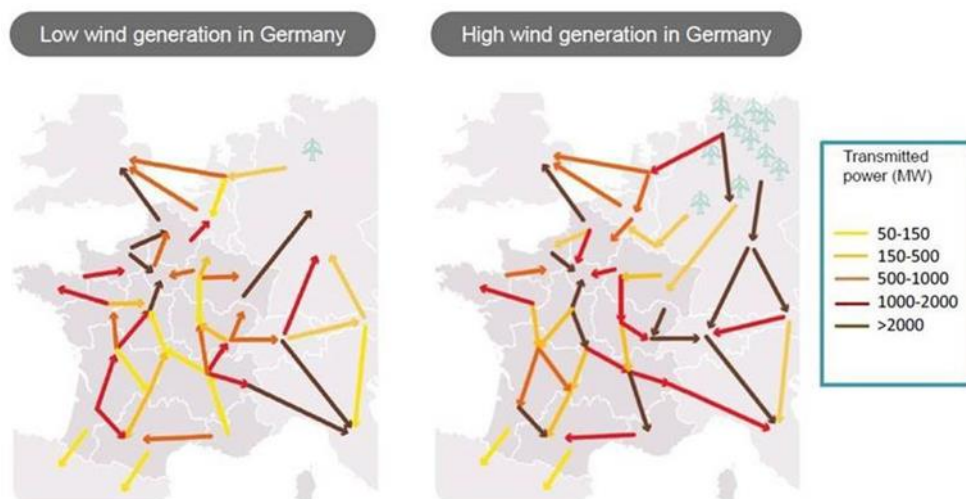 Low wind generation in Germany
High wind generation in Germany
Transmitted
power (MW)
50-150
150-500
500-1000
1000-2000
>2000